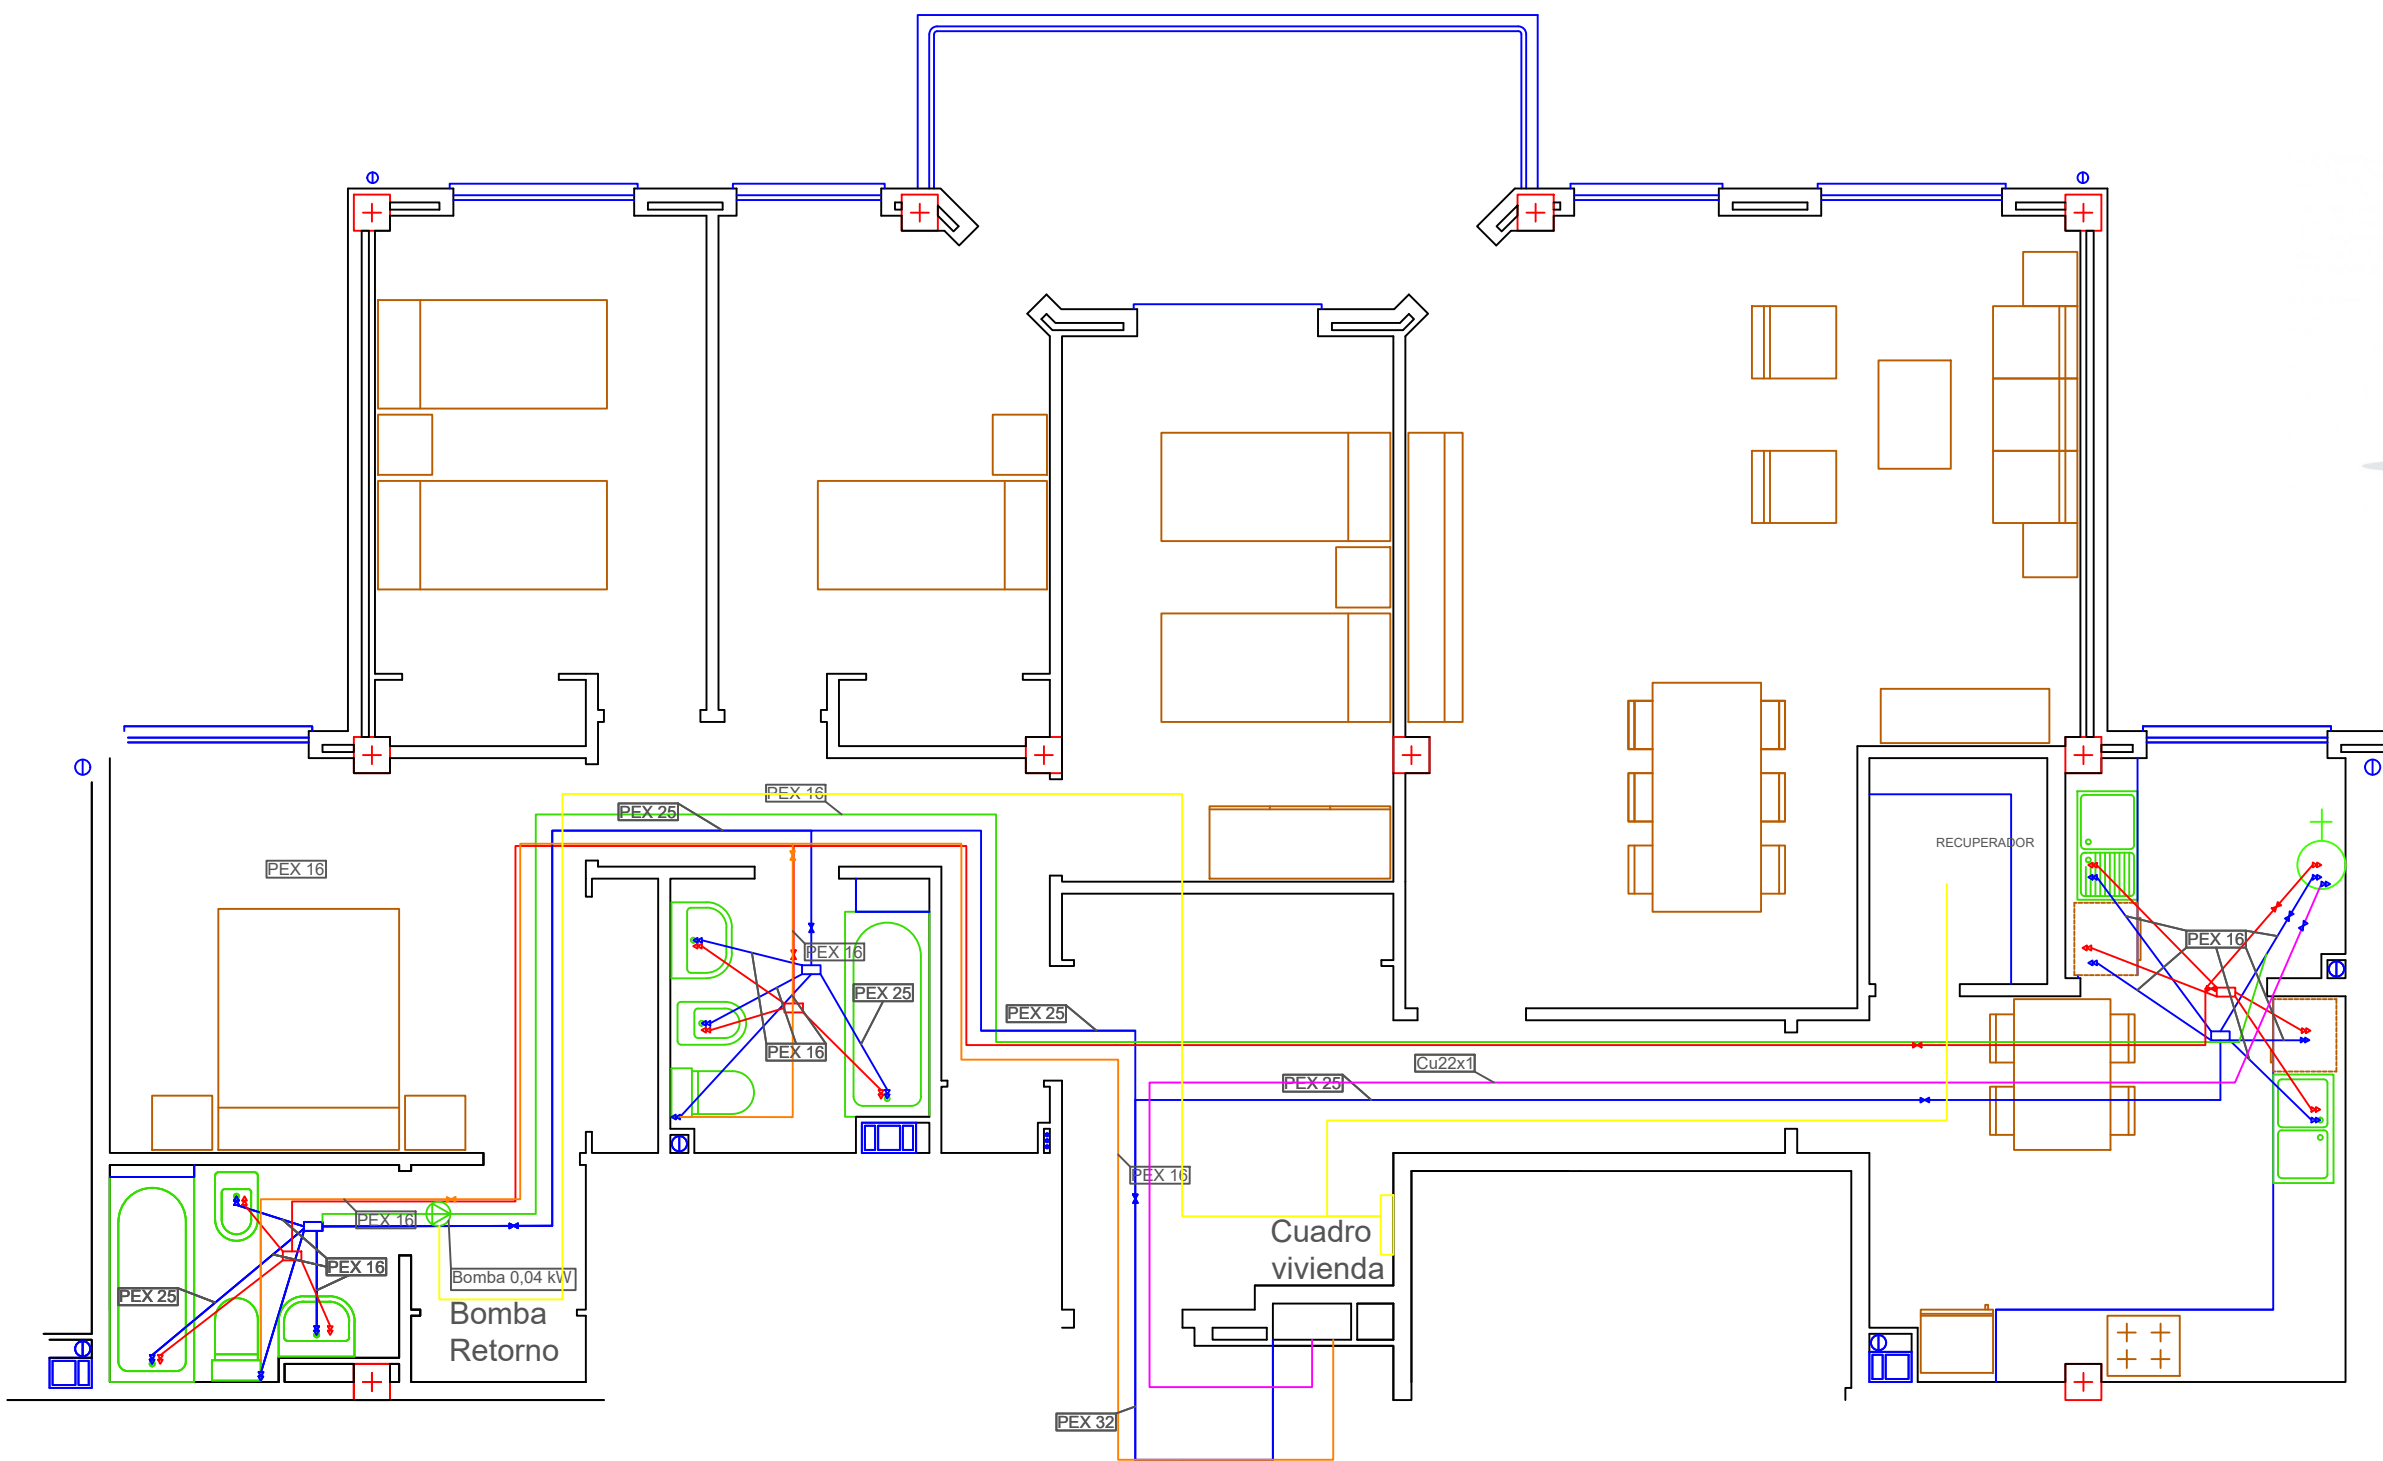 PEX 16
PEX 25
RECUPERADOR
PEX 16
PEX 16
PEX 16
PEX 25
PEX 25
PEX 16
Cu22x1
PEX 25
PEX 16
PEX 16
PEX 16
Bomba 0,04 kW
PEX 25
Bomba
Retorno
Cuadro
vivienda
PEX 32